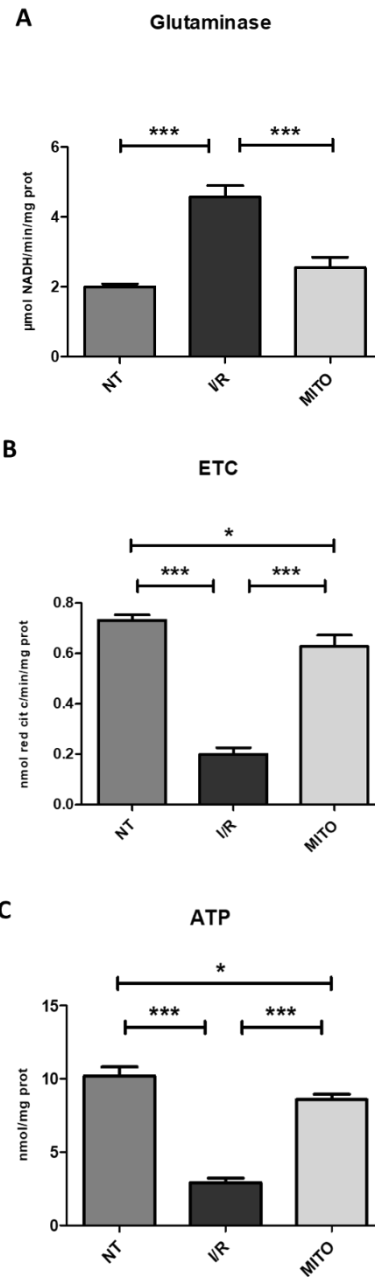 A
Glutaminase
*** ***
6
4
2
0
µmol NADH/min/mg prot
NT I/R MITO
B
ETC
*
*** ***
0.8
0.6
0.4
0.2
0.0
nmol red cit c/min/mg prot
NT I/R MITO
C
ATP
*
*** ***
15
10
5
0
nmol/mg prot
NT I/R MITO